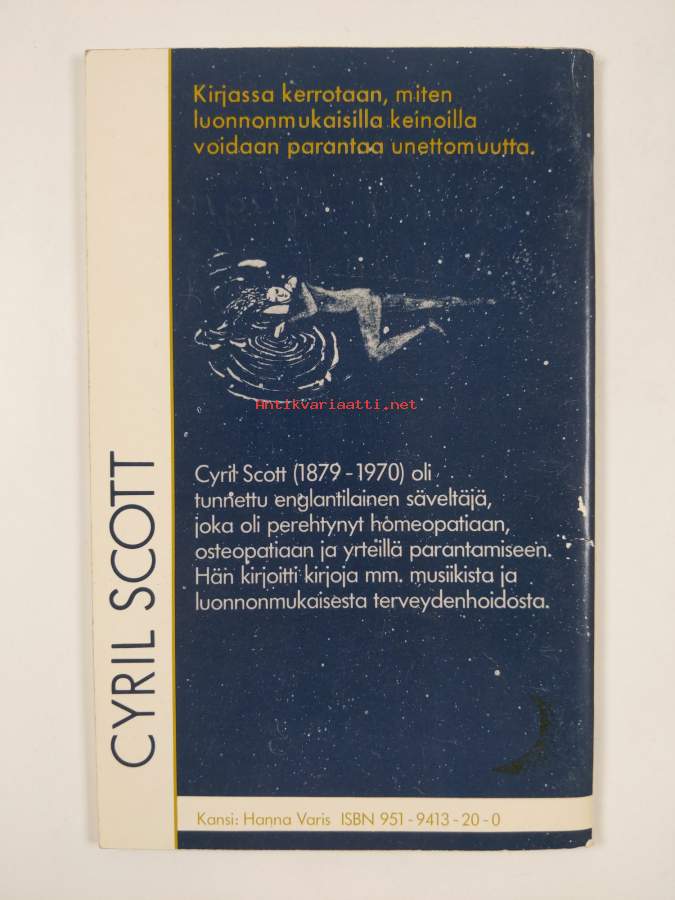 Kirjassa kerrotaan, miten
luonnonmukaisilla keinoilla
voidaan parantaa unettomuutta.
Antikvariaatti.net
Cyril Scott (1879-1970) oli
tunnettu englantilainen säveltäjä,
joka oli perehtynyt homeopatiaan,
osteopatiaan ja yrteillä parantamiseen.
Hän kirjoitti kirjoja mm. musiikista ja
luonnonmukaisesta terveydenhoidosta.
CYRIL SCOTT
Kansi: Hanna Varis ISBN 951-9413-20-0